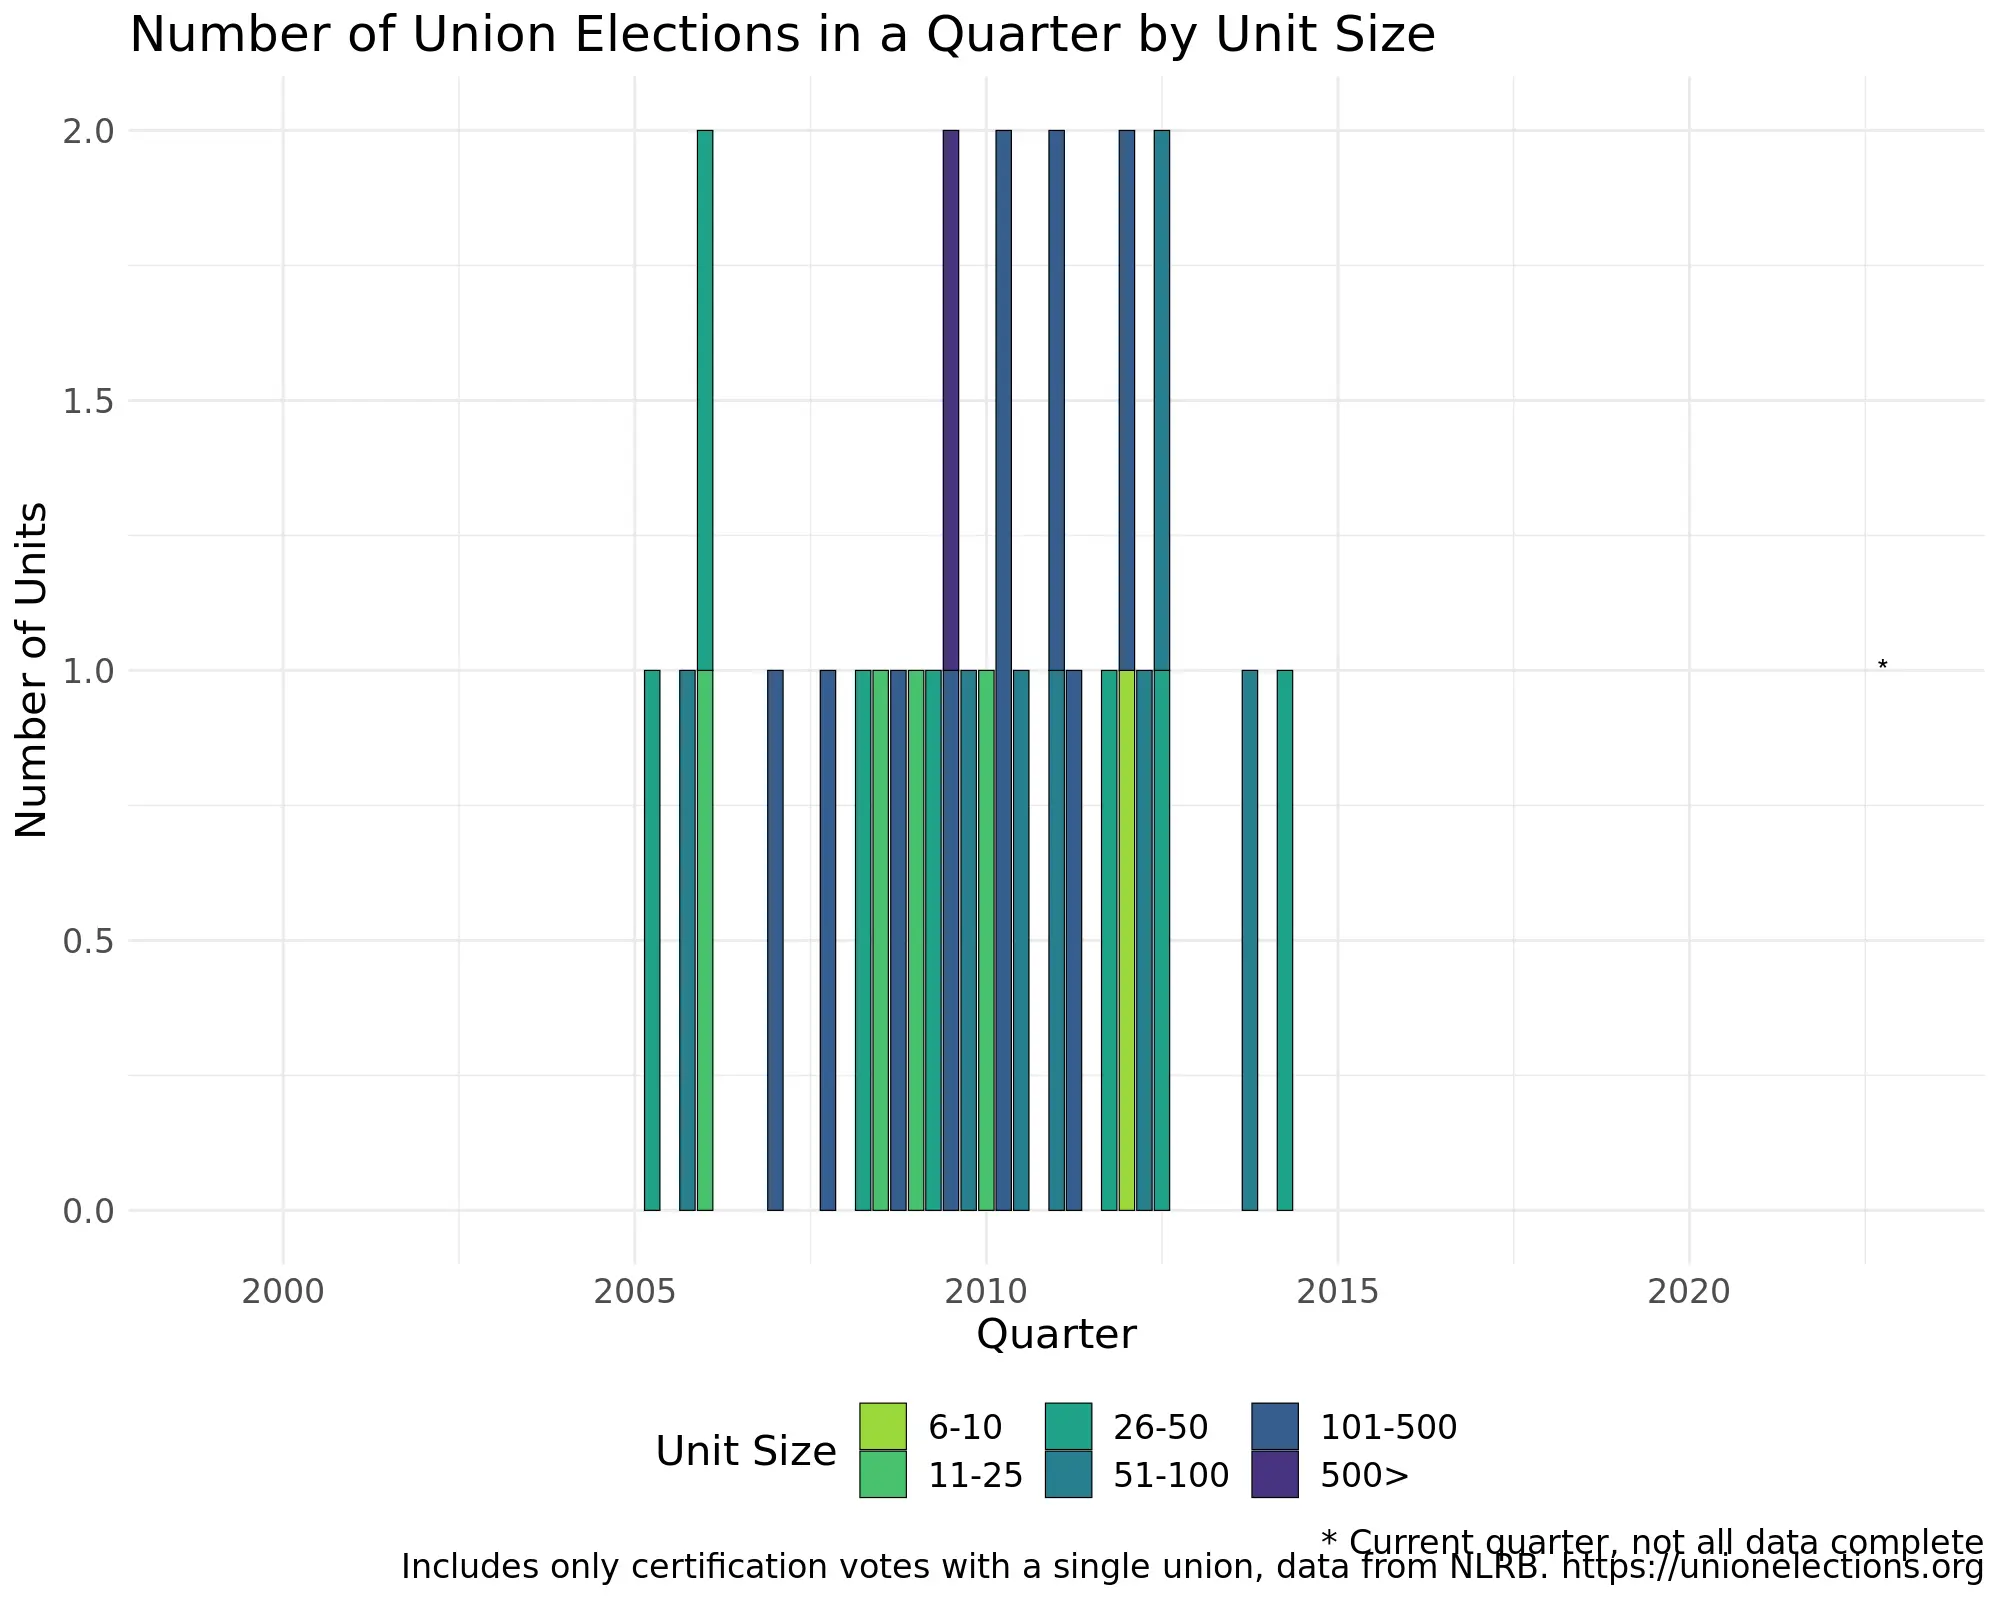 Number of Union Elections in a Quarter by Unit Size
Number of Units
2.0
1.5
1.0
0.5
0.0
*
2000 2005 2010 2015 2020
Quarter
Unit Size
6-10 26-50 101-500
11-25 51-100 500>
* Current quarter, not all data complete
Includes only certification votes with a single union, data from NLRB. https://unionelections.org